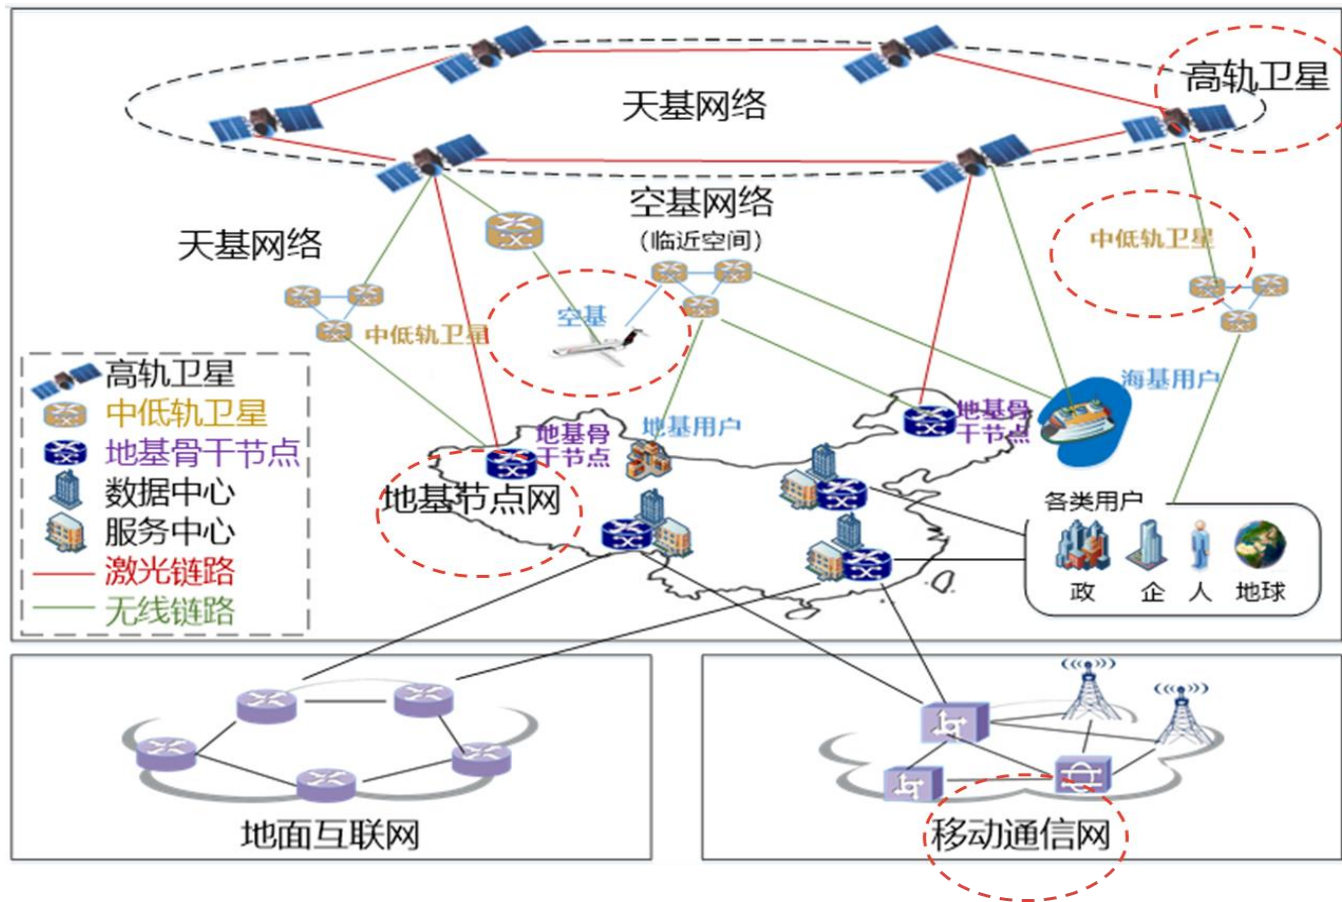 高轨卫星
天基网络
空基网络
(临近空间)
天基网络
中低轨卫星
空基
中低轨卫星
海基用户
高轨卫星
中低轨卫星
地基骨干节点
数据中心
服务中心
激光链路
无线链路
地基骨
干节点
地基用户
地基骨
干节点
地基节点网
各类用户
政
企
人
地球
地面互联网
移动通信网